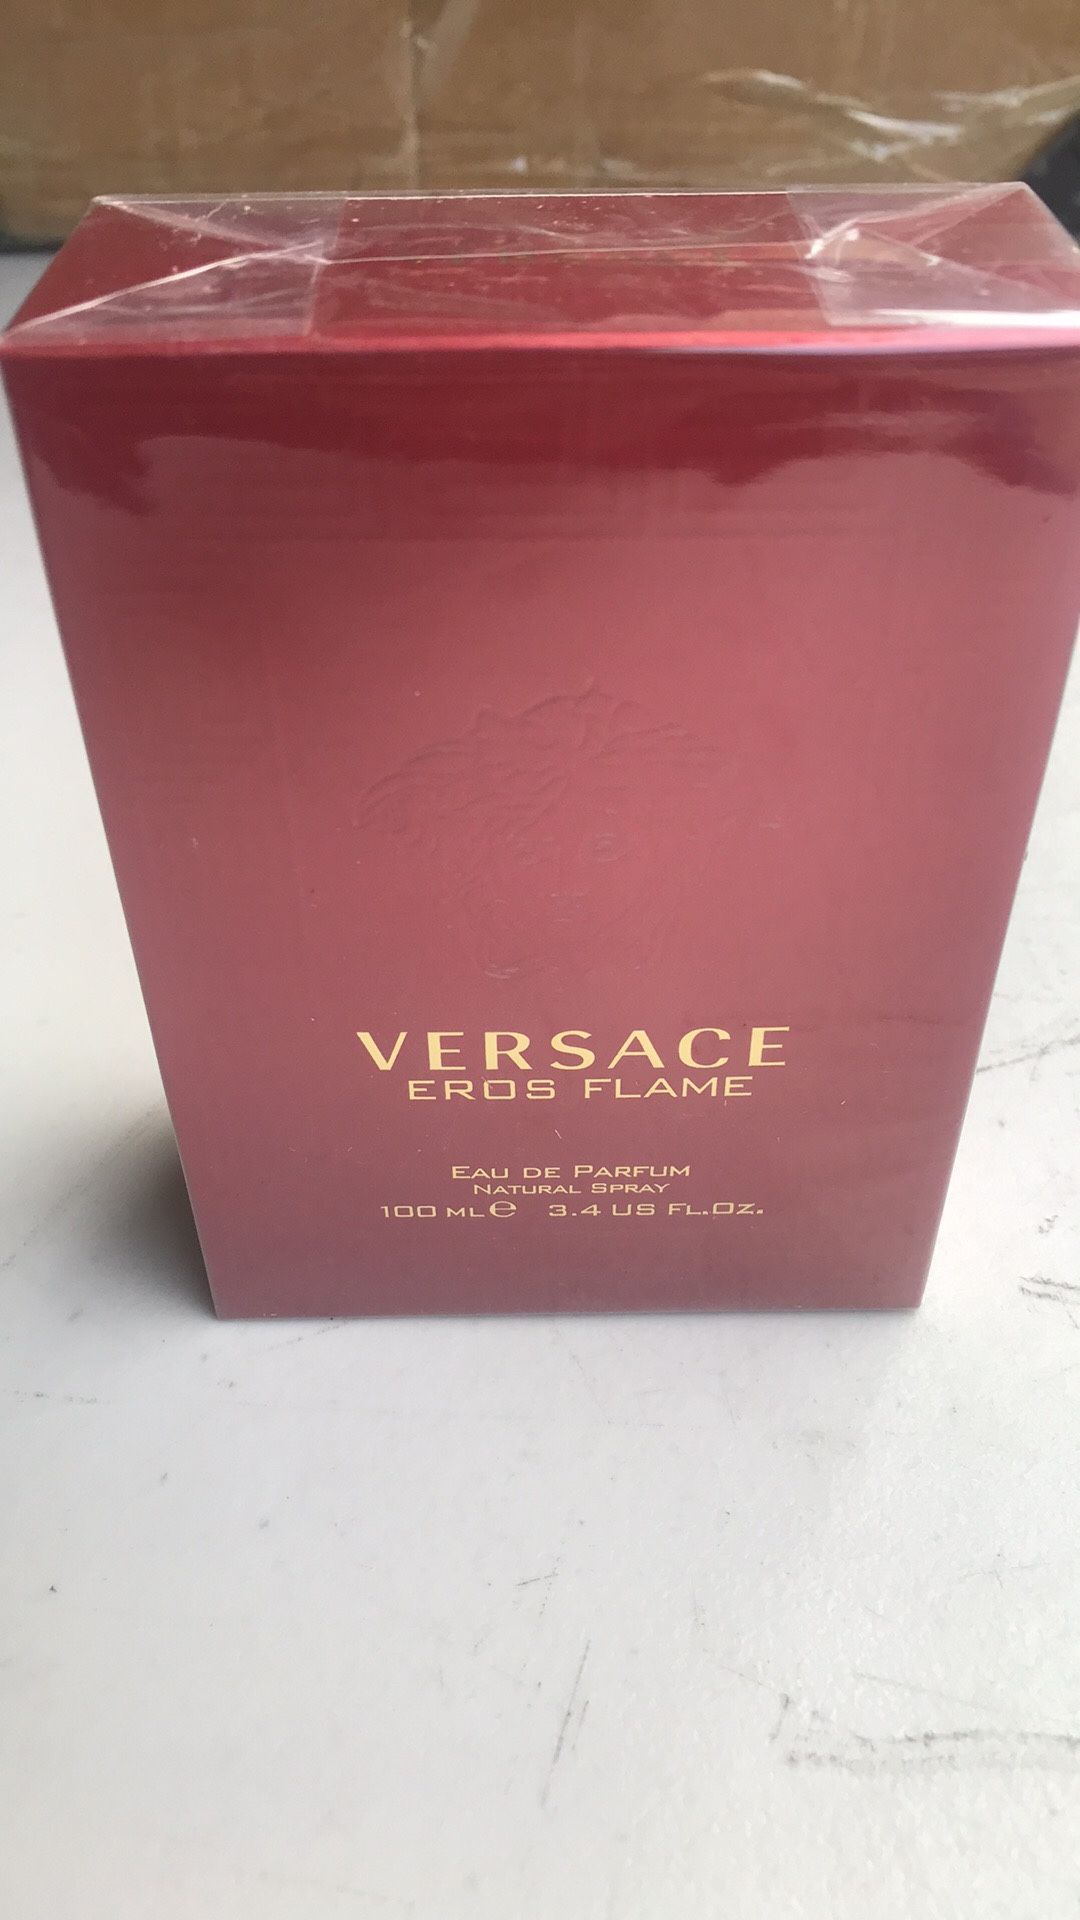 VERSACE
EROS FLAME
EAU DE PARFUM
NATURAL SPRAY
100 ML e 3.4 US FL.OZ.